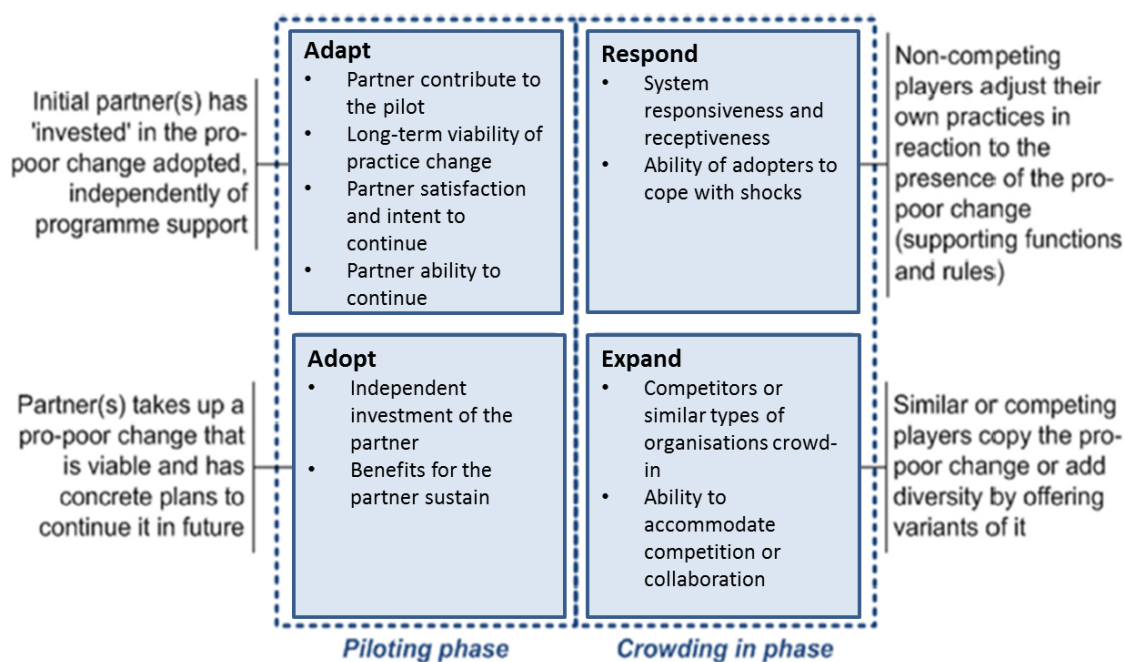 Initial partner(s) has
'invested' in the pro-
poor change adopted,
independently of
programme support
Adapt
• Partner contribute to
the pilot
• Long-term viability of
practice change
• Partner satisfaction
and intent to
continue
• Partner ability to
continue
Respond
• System
responsiveness and
receptiveness
• Ability of adopters to
cope with shocks
Non-competing
players adjust their
own practices in
reaction to the
presence of the pro-
poor change
(supporting functions
and rules)
Partner(s) takes up a
pro-poor change that
is viable and has
concrete plans to
continue it in future
Adopt
• Independent
investment of the
partner
• Benefits for the
partner sustain
Expand
• Competitors or
similar types of
organisations crowd-
in
• Ability to
accommodate
competition or
collaboration
Similar or competing
players copy the pro-
poor change or add
diversity by offering
variants of it
Piloting phase
Crowding in phase